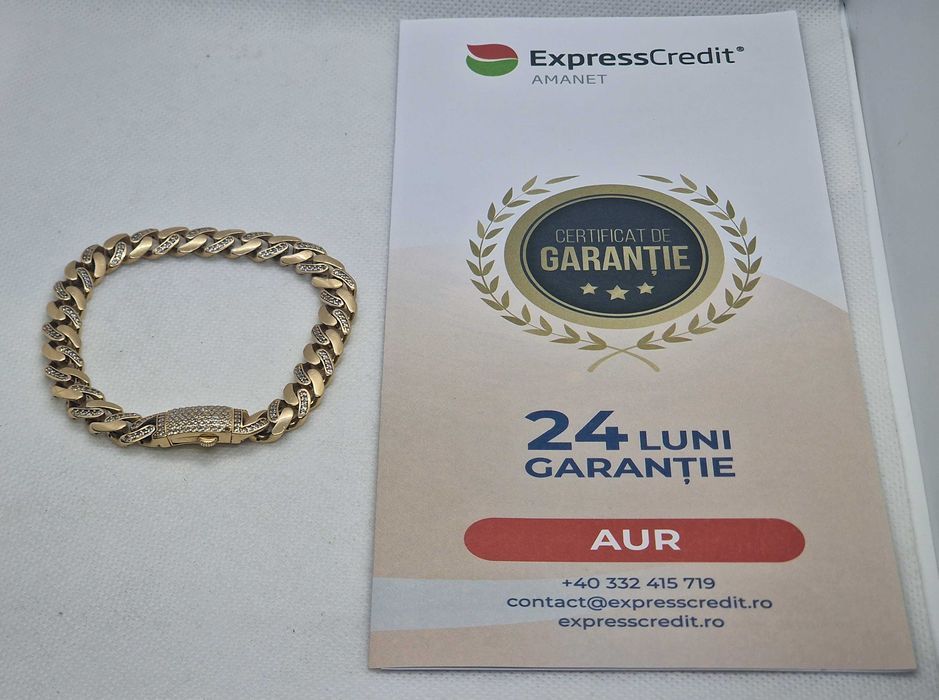 ExpressCredit®
AMANET
CERTIFICAT DE
GARANȚIE
24 LUNI
GARANȚIE
AUR
+40 332 415 719
contact@expresscredit.ro
expresscredit.ro